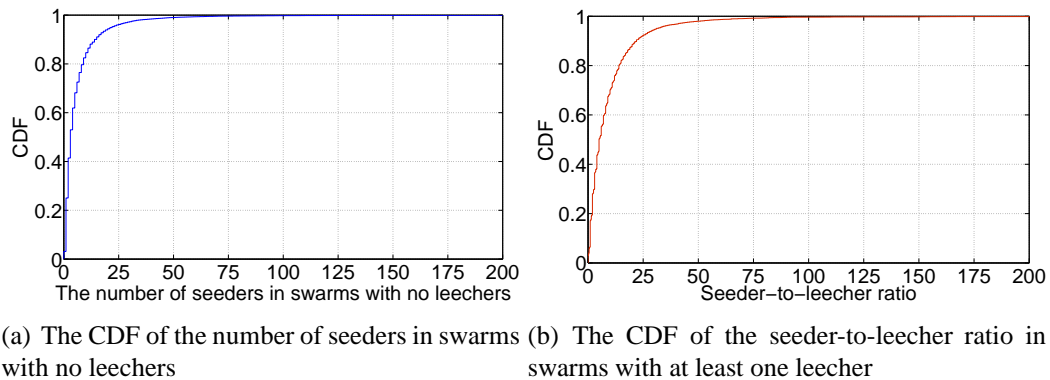 1
0.8
0.6
0.4
0.2
0
CDF
0 25 50 75 100 125 150 175 200
The number of seeders in swarms with no leechers
1
0.8
0.6
0.4
0.2
0
CDF
0 25 50 75 100 125 150 175 200
Seeder−to−leecher ratio
(a) The CDF of the number of seeders in swarms
with no leechers
(b) The CDF of the seeder-to-leecher ratio in
swarms with at least one leecher